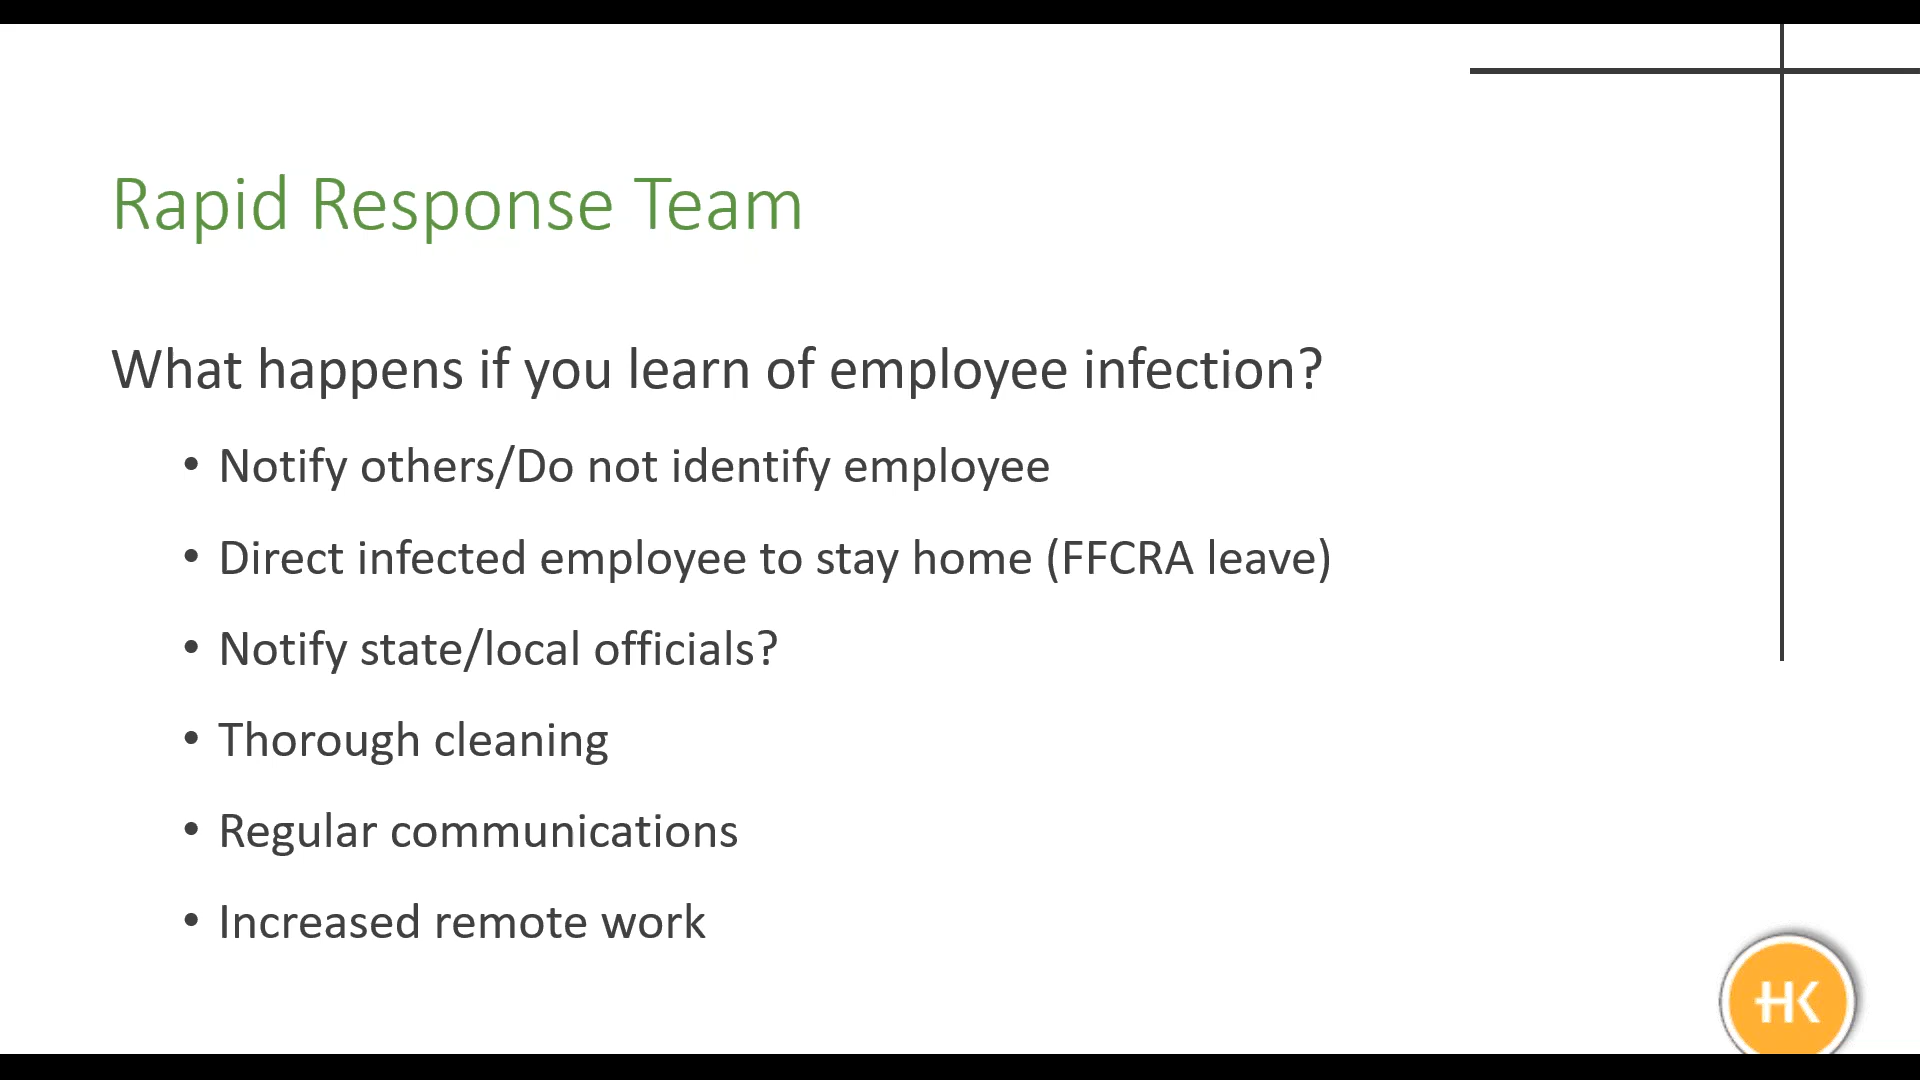 Rapid Response Team
What happens if you learn of employee infection?
• Notify others/Do not identify employee
• Direct infected employee to stay home (FFCRA leave)
• Notify state/local officials?
• Thorough cleaning
• Regular communications
• Increased remote work
HK